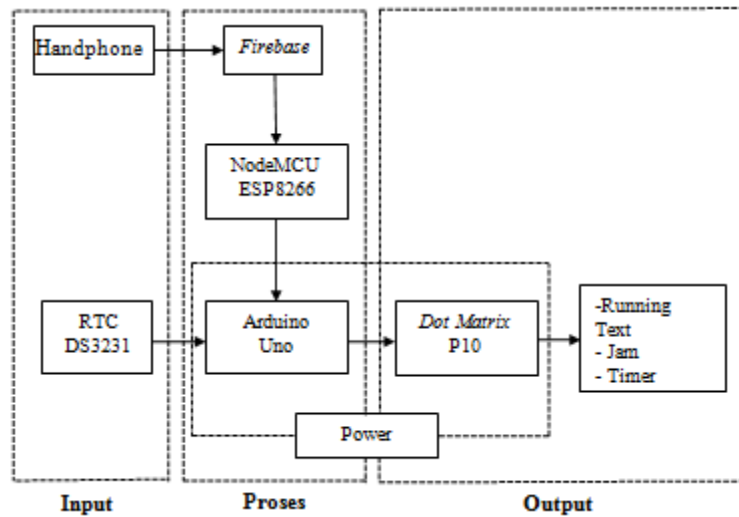 Handphone
Firebase
NodeMCU
ESP8266
RTC
DS3231
Arduino
Uno
Dot Matrix
P10
-Running
Text
- Jam
- Timer
Power
Input
Proses
Output